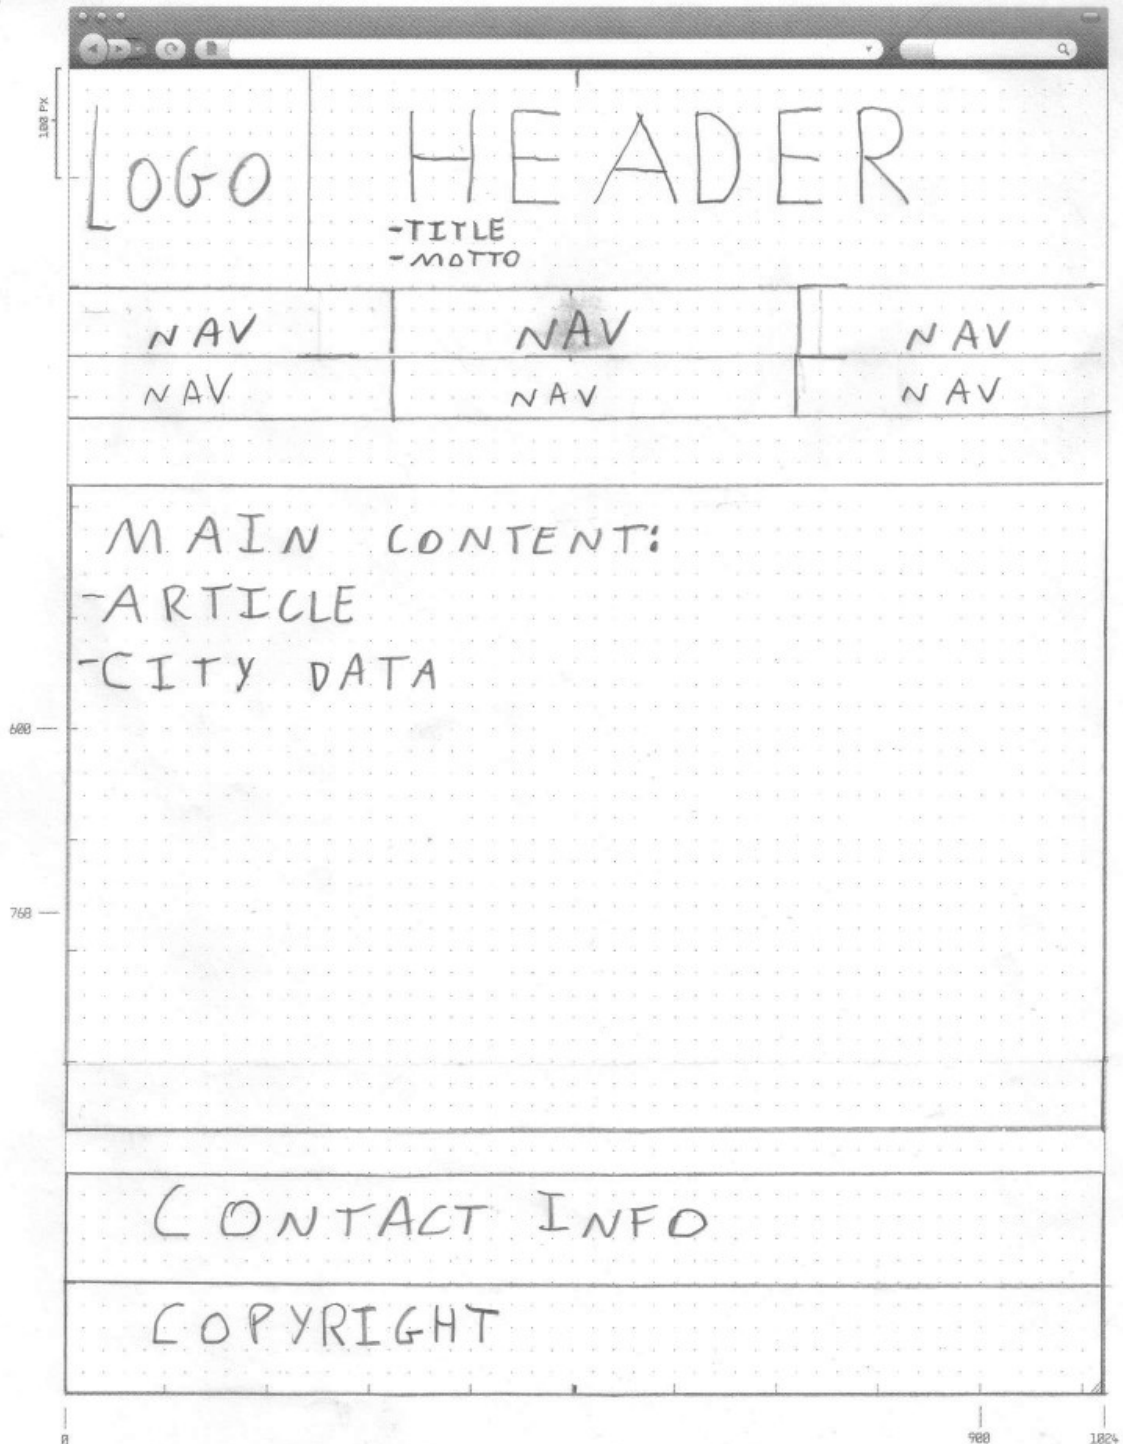 100 PX
LOGO
HEADER
-TITLE
-MOTTO
NAV NAV NAV
NAV NAV NAV
MAIN CONTENT:
-ARTICLE
-CITY DATA
600
768
CONTACT INFO
COPYRIGHT
0 900 1024